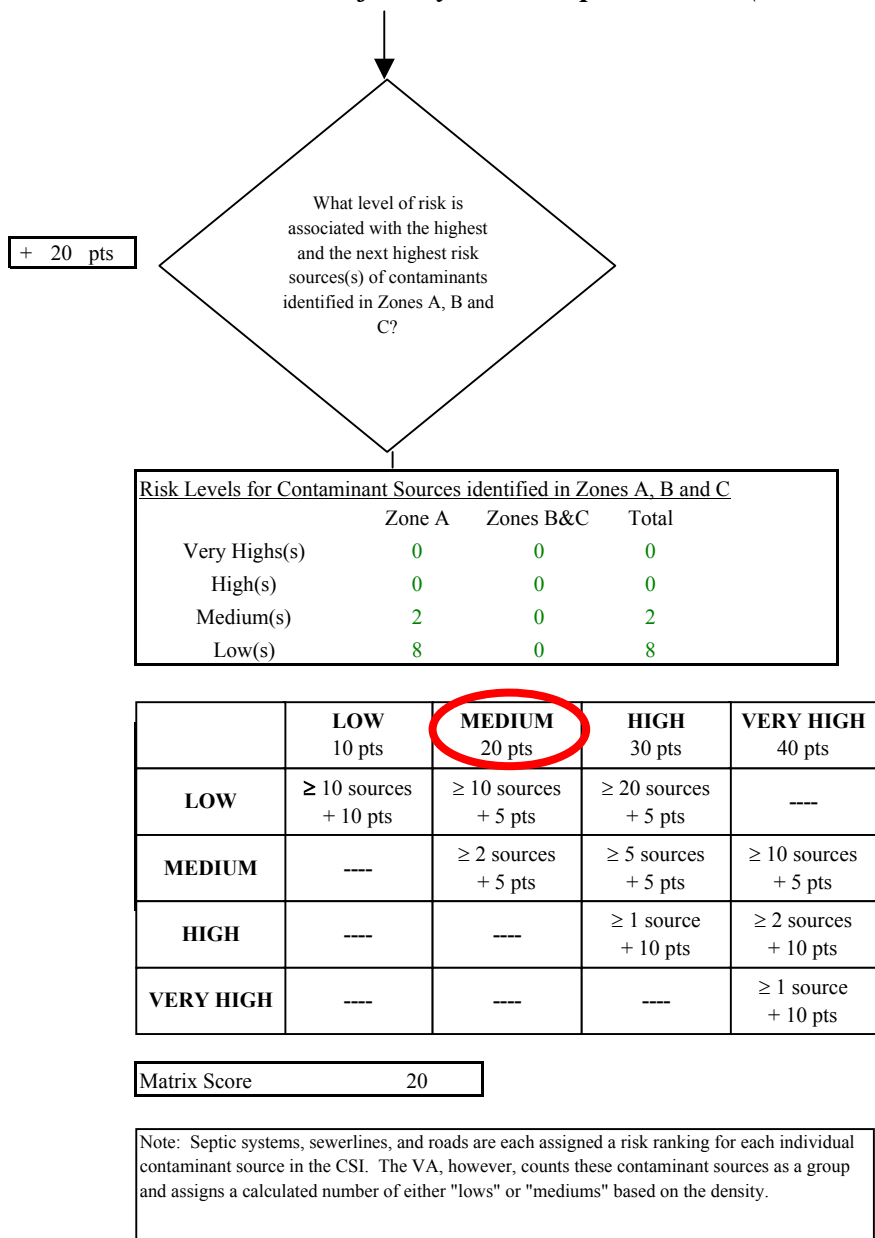 What level of risk is
associated with the highest
and the next highest risk
sources(s) of contaminants
identified in Zones A, B and
C?
+ 20 pts
Risk Levels for Contaminant Sources identified in Zones A, B and C
Zone A Zones B&C Total
Very Highs(s) 0 0 0
High(s) 0 0 0
Medium(s) 2 0 2
Low(s) 8 0 8
LOW MEDIUM HIGH VERY HIGH
10 pts 20 pts 30 pts 40 pts
LOW ≥ 10 sources + 10 pts ≥ 10 sources + 5 pts ≥ 20 sources + 5 pts ----
MEDIUM ---- ≥ 2 sources + 5 pts ≥ 5 sources + 5 pts ≥ 10 sources + 5 pts
HIGH ---- ---- ≥ 1 source + 10 pts ≥ 2 sources + 10 pts
VERY HIGH ---- ---- ---- ≥ 1 source + 10 pts
Matrix Score 20
Note: Septic systems, sewerlines, and roads are each assigned a risk ranking for each individual
contaminant source in the CSI. The VA, however, counts these contaminant sources as a group
and assigns a calculated number of either "lows" or "mediums" based on the density.